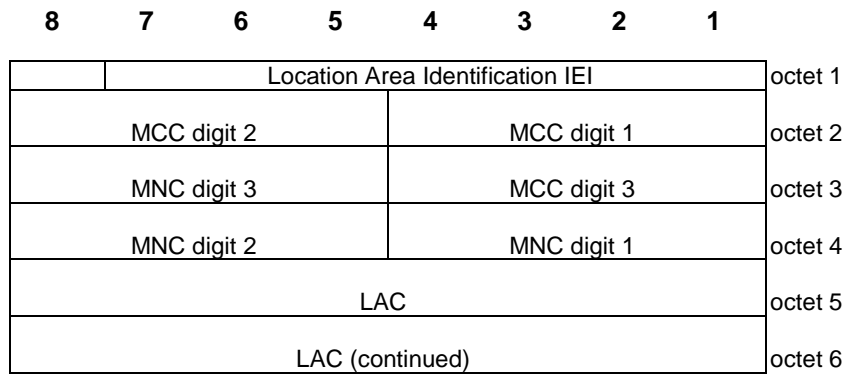 8 7 6 5 4 3 2 1
Location Area Identification IEI octet 1
MCC digit 2 MCC digit 1 octet 2
MNC digit 3 MCC digit 3 octet 3
MNC digit 2 MNC digit 1 octet 4
LAC octet 5
LAC (continued) octet 6